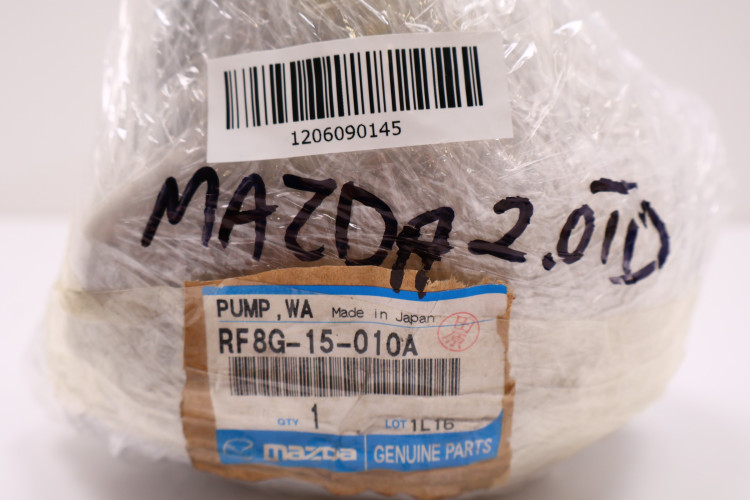 1206090145
MAZDA 2.0TD
PUMP,WA Made in Japan
RF8G-15-010A
QTY 1 LOT 1L16
mazda GENUINE PARTS